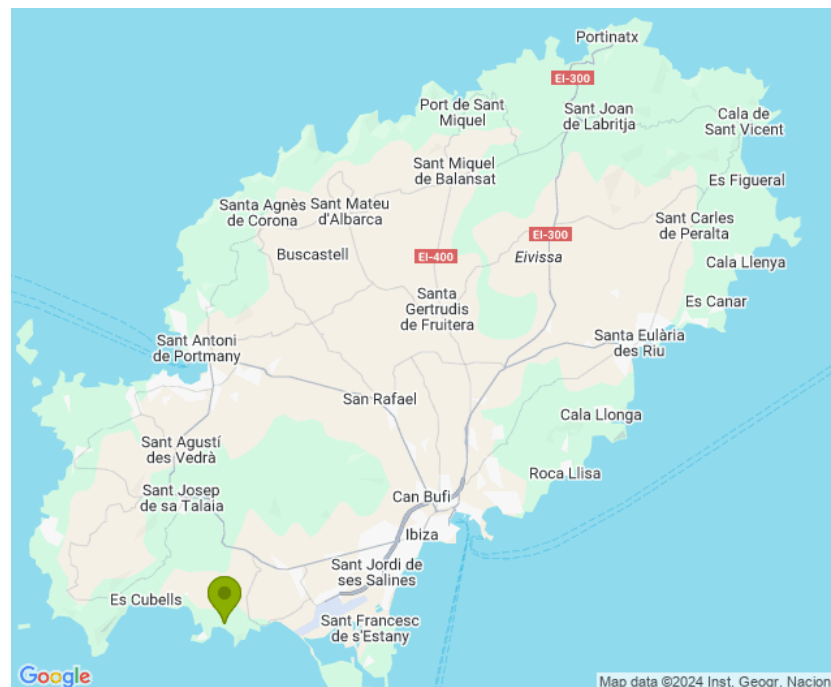 Portinatx
EI-300
Port de Sant
Miquel
Sant Joan
de Labritja
Cala de
Sant Vicent
Sant Miquel
de Balansat
Es Figueral
Santa Agnès
de Corona
Sant Mateu
d'Albarca
Sant Carles
de Peralta
EI-300
Buscastell
EI-400
Eivissa
Cala Llenya
Santa
Gertrudis
de Fruitera
Es Canar
Sant Antoni
de Portmany
Santa Eulària
des Riu
San Rafael
Cala Llonga
Sant Agustí
des Vedrà
Roca Llisa
Sant Josep
de sa Talaia
Can Bufi
Ibiza
Sant Jordi de
ses Salines
Es Cubells
Sant Francesc
de s'Estany
Google
Map data ©2024 Inst. Geogr. Nacion